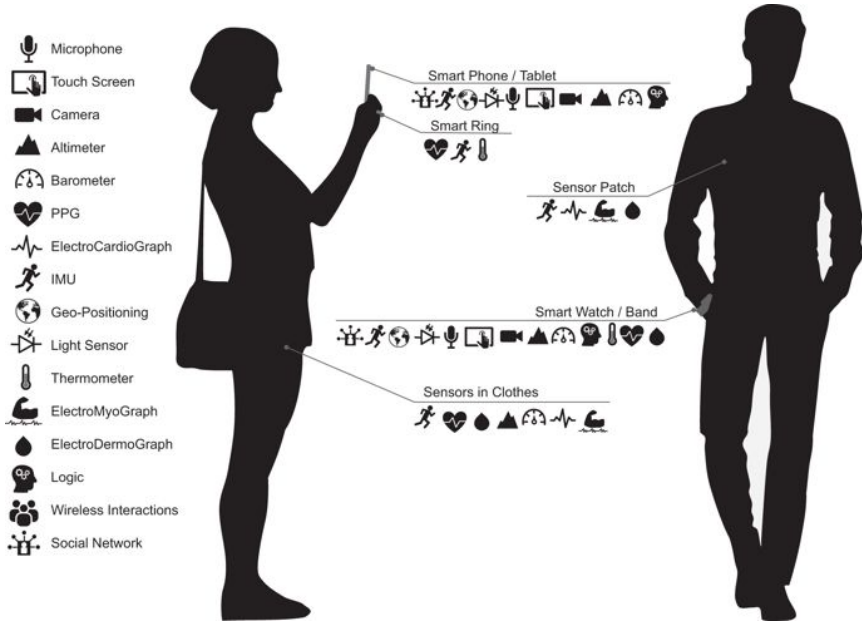 Microphone
Touch Screen
Camera
Altimeter
Barometer
PPG
ElectroCardioGraph
IMU
Geo-Positioning
Light Sensor
Thermometer
ElectroMyoGraph
ElectroDermoGraph
Logic
Wireless Interactions
Social Network
Smart Phone / Tablet
Smart Ring
Sensor Patch
Smart Watch / Band
Sensors in Clothes